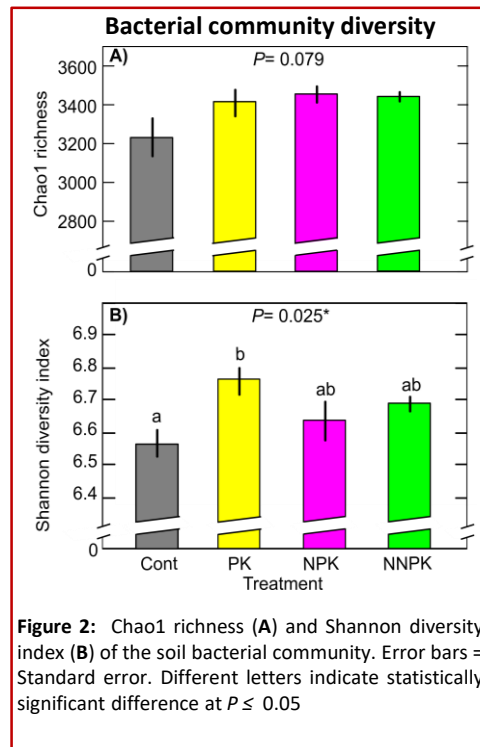 Bacterial community diversity
A)
P= 0.079
3600
3400
3200
3000
2800
0
Chao1 richness
B)
P= 0.025*
6.9
6.8
6.7
6.6
6.5
6.4
0
Shannon diversity index
a
b
ab
ab
Cont PK NPK NNPK
Treatment
Figure 2: Chao1 richness (A) and Shannon diversity
index (B) of the soil bacterial community. Error bars =
Standard error. Different letters indicate statistically
significant difference at P ≤ 0.05